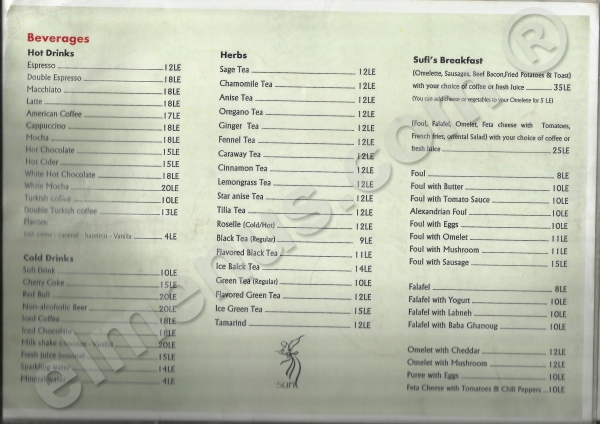 Beverages
Hot Drinks
Espresso 12LE
Double Espresso 18LE
Macchiato 18LE
Latte 18LE
American Coffee 17LE
Cappuccino 18LE
Mocha 18LE
Hot Chocolate 15LE
Hot Cider 15LE
White Hot Chocolate 18LE
White Mocha 20LE
Turkish coffee 10LE
Double Turkish coffee 13LE
Flavors:
caramel - hazelnut - Vanilla 4LE
Cold Drinks
Soft Drink 10LE
Cherry Coke 15LE
Red Bull 20LE
Non-alcoholic Beer 20LE
Iced Coffee 18LE
Iced Chocolate 18LE
Milk shake Vanilla 20LE
Fresh juice 15LE
Sparkling water 14LE
Mineral water 4LE
Herbs
Sage Tea 12LE
Chamomile Tea 12LE
Anise Tea 12LE
Oregano Tea 12LE
Ginger Tea 12LE
Fennel Tea 12LE
Caraway Tea 12LE
Cinnamon Tea 12LE
Lemongrass Tea 12LE
Star anise Tea 12LE
Tilia Tea 12LE
Roselle (Cold/Hot) 12LE
Black Tea (Regular) 9LE
Flavored Black Tea 11LE
Ice Balck Tea 14LE
Green Tea (Regular) 10LE
Flavored Green Tea 12LE
Ice Green Tea 15LE
Tamarind 12LE
sufi
Sufi's Breakfast
(Omelette, Sausages, Beef Bacon,Fried Potatoes & Toast)
with your choice of coffee or fresh Juice 35LE
(You can add cheese or vegetables to your Omelette for 5 LE)
(Foul, Falafel, Omelet, Feta cheese with Tomatoes,
French fries, oriental Salad) with your choice of coffee or
fresh Juice 25LE
Foul 8LE
Foul with Butter 10LE
Foul with Tomato Sauce 10LE
Alexandrian Foul 10LE
Foul with Eggs 10LE
Foul with Omelet 11LE
Foul with Mushroom 11LE
Foul with Sausage 15LE
Falafel 8LE
Falafel with Yogurt 10LE
Falafel with Labneh 10LE
Falafel with Baba Ghanoug 10LE
Omelet with Cheddar 12LE
Omelet with Mushroom 12LE
Puree with Eggs 10LE
Feta Cheese with Tomatoes & Chili Peppers 10LE
elmenus.com
®